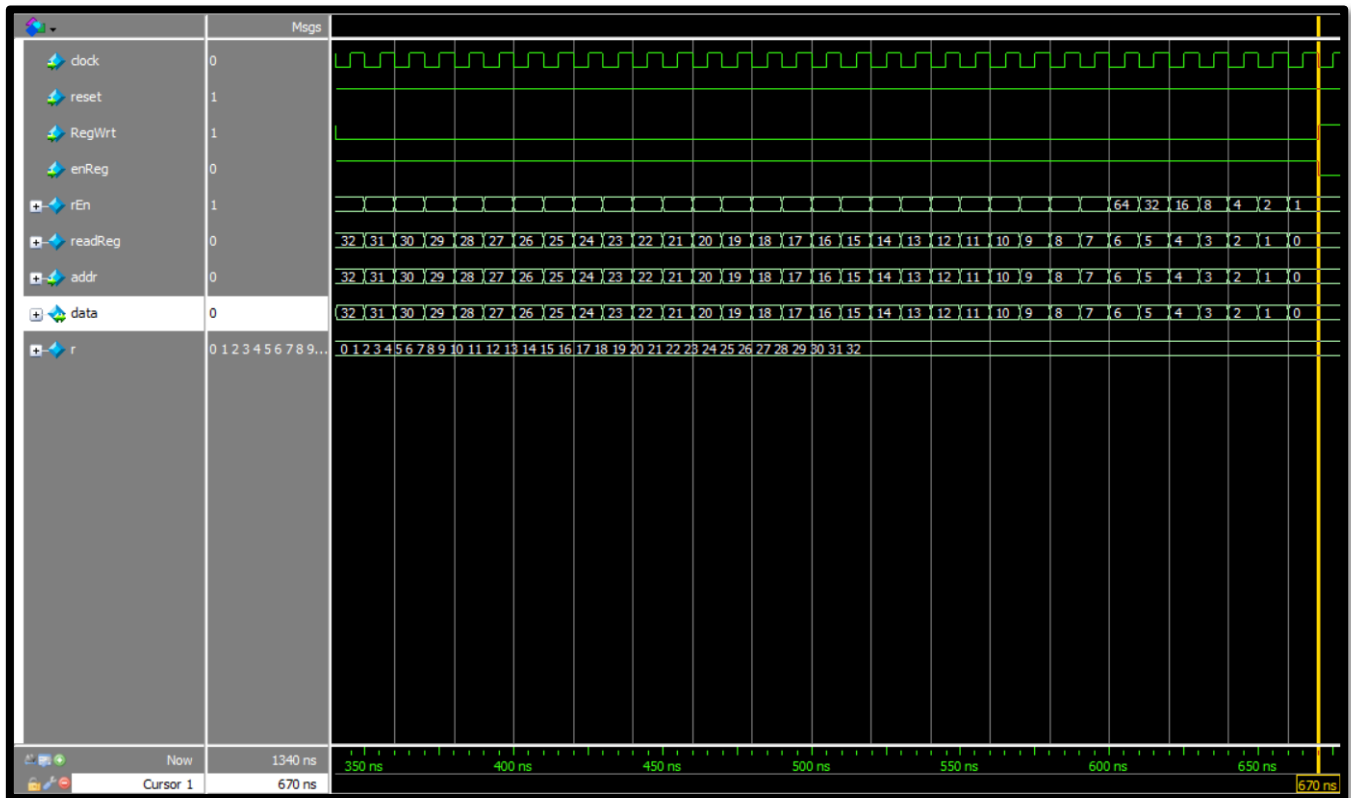 Msgs
clock 0
reset 1
RegWrt 1
enReg 0
rEn 1 64 32 16 8 4 2 1
readReg 0 32 31 30 29 28 27 26 25 24 23 22 21 20 19 18 17 16 15 14 13 12 11 10 9 8 7 6 5 4 3 2 1 0
addr 0 32 31 30 29 28 27 26 25 24 23 22 21 20 19 18 17 16 15 14 13 12 11 10 9 8 7 6 5 4 3 2 1 0
data 0 32 31 30 29 28 27 26 25 24 23 22 21 20 19 18 17 16 15 14 13 12 11 10 9 8 7 6 5 4 3 2 1 0
r 0 1 2 3 4 5 6 7 8 9... 0 1 2 3 4 5 6 7 8 9 10 11 12 13 14 15 16 17 18 19 20 21 22 23 24 25 26 27 28 29 30 31 32
Now 1340 ns 350 ns 400 ns 450 ns 500 ns 550 ns 600 ns 650 ns
Cursor 1 670 ns 670 ns